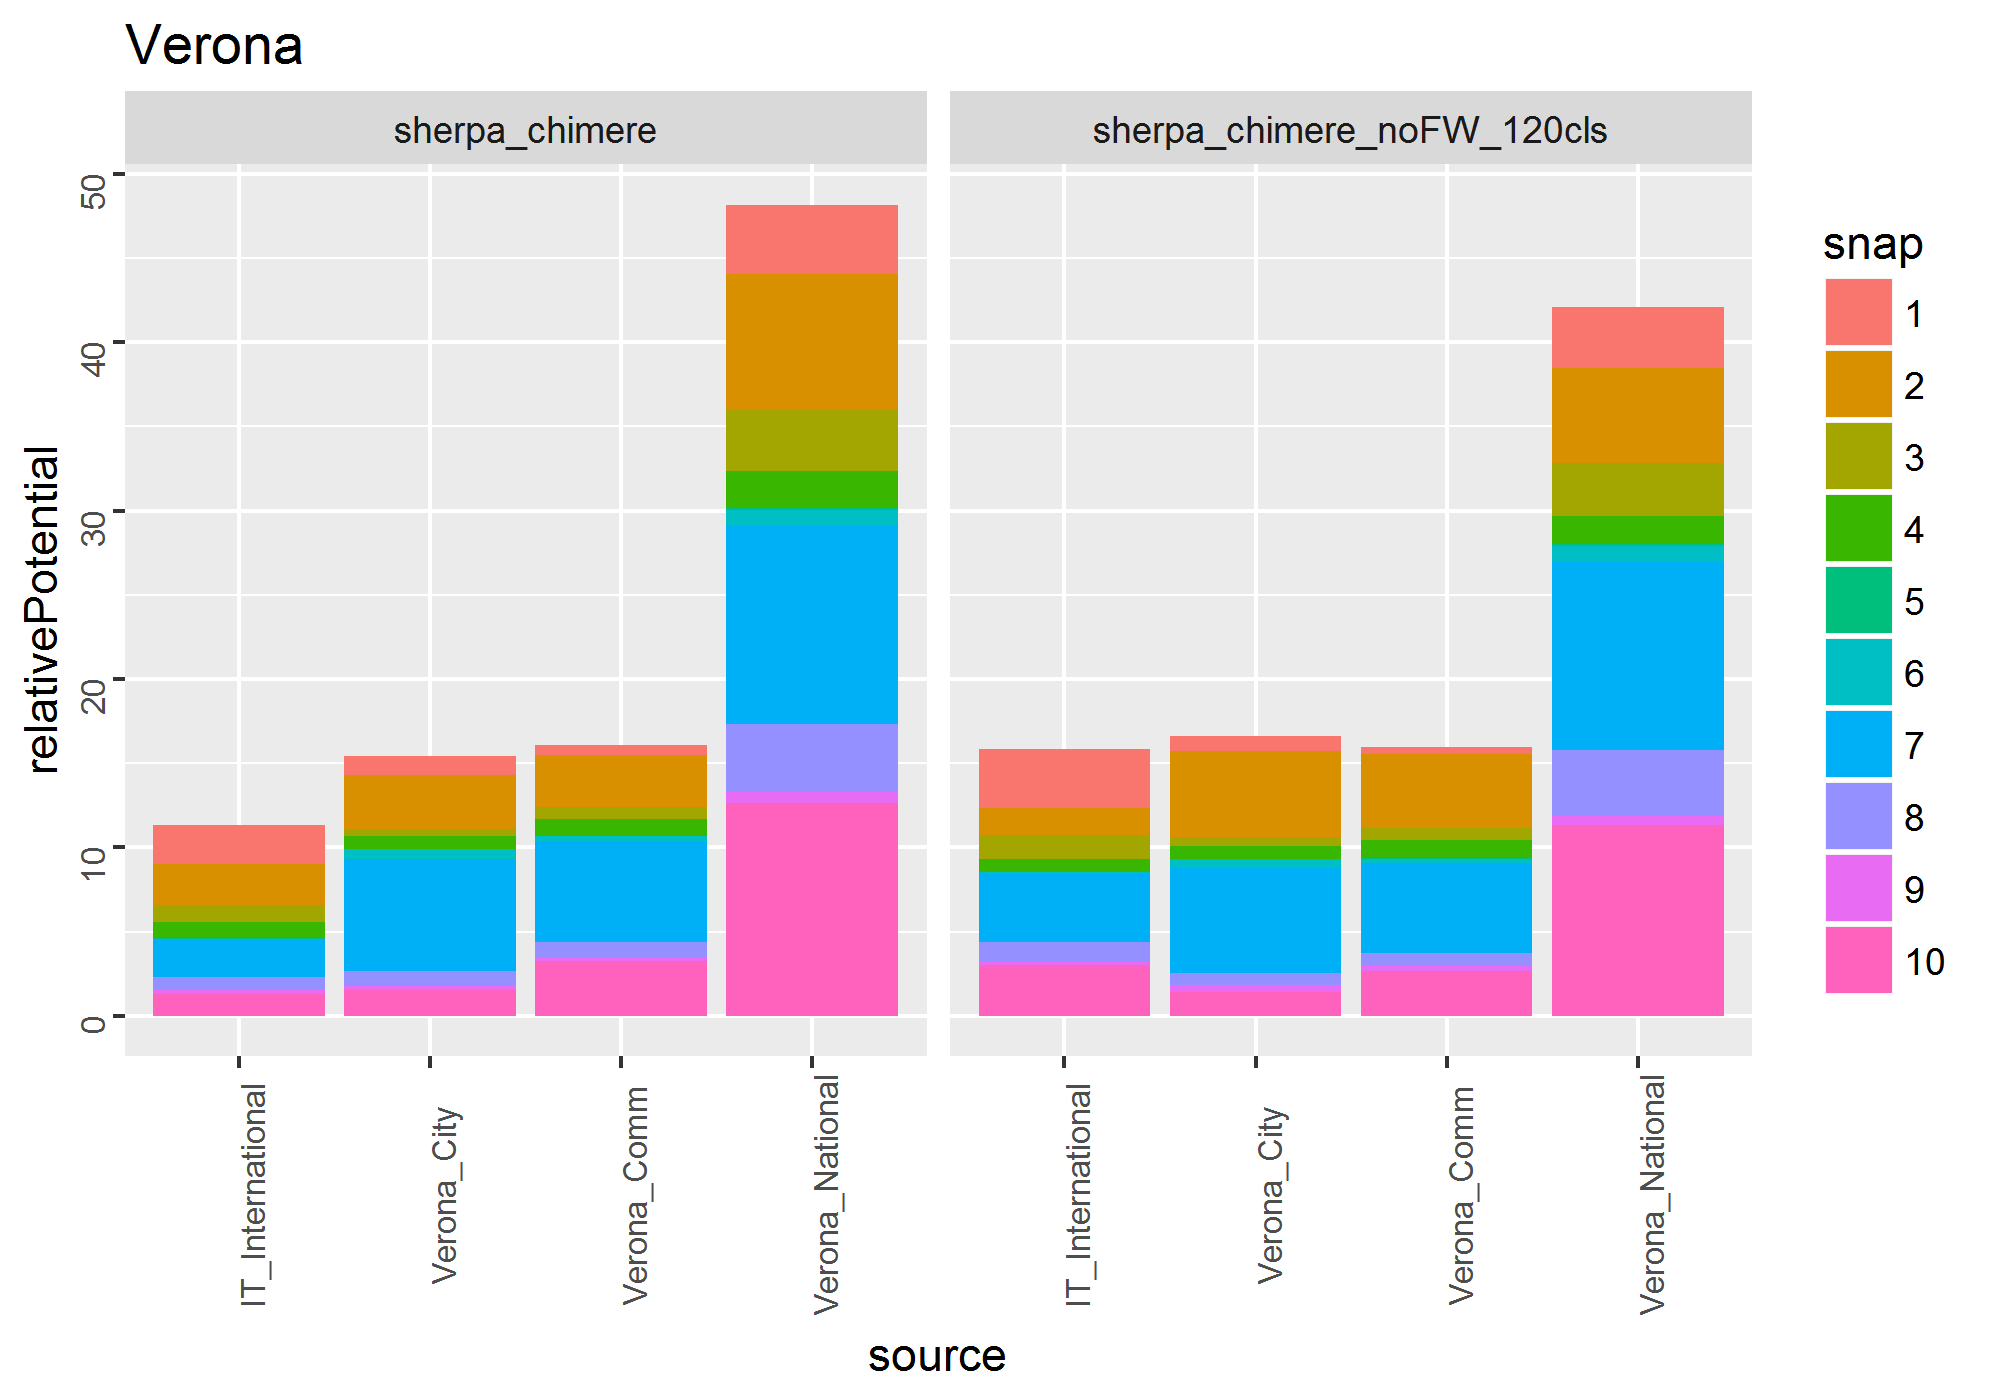 Verona
sherpa_chimere
sherpa_chimere_noFW_120cls
relativePotential
50
40
30
20
10
0
IT_International
Verona_City
Verona_Comm
Verona_National
IT_International
Verona_City
Verona_Comm
Verona_National
source
snap
1
2
3
4
5
6
7
8
9
10